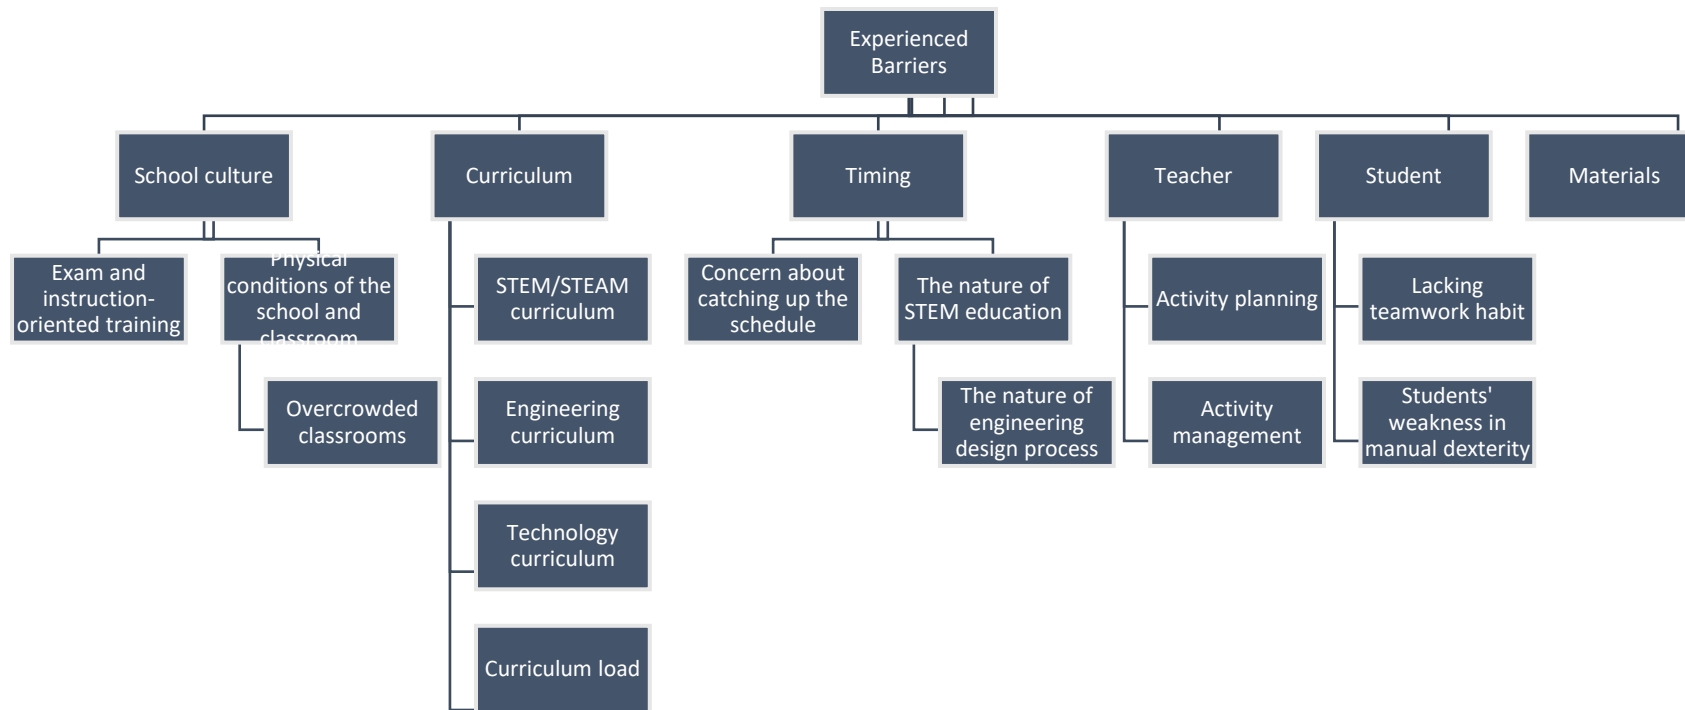 Experienced
Barriers
School culture
Curriculum
Timing
Teacher
Student
Materials
Exam and
instruction-
oriented training
Physical
conditions of the
school and
classroom
Overcrowded
classrooms
STEM/STEAM
curriculum
Engineering
curriculum
Technology
curriculum
Curriculum load
Concern about
catching up the
schedule
The nature of
STEM education
The nature of
engineering
design process
Activity planning
Activity
management
Lacking
teamwork habit
Students'
weakness in
manual dexterity